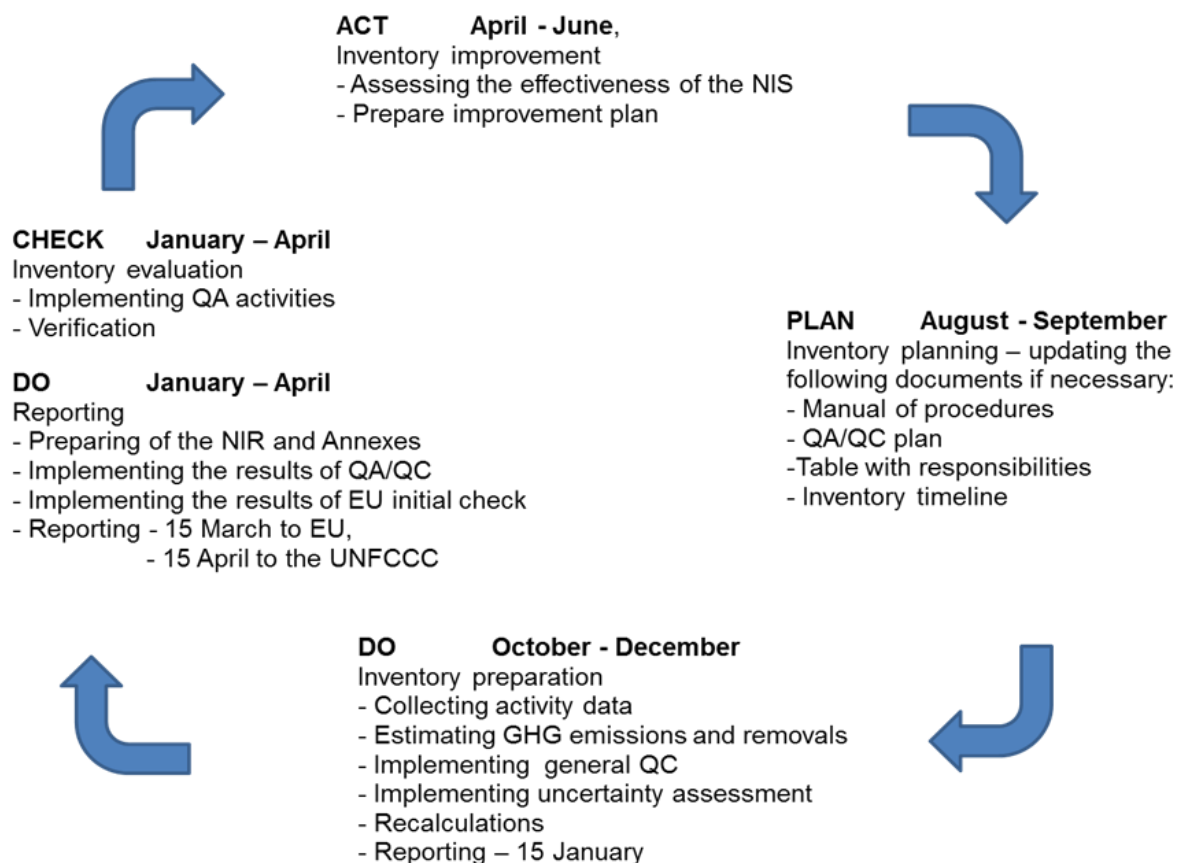 ACT April - June,
Inventory improvement
- Assessing the effectiveness of the NIS
- Prepare improvement plan
CHECK January – April
Inventory evaluation
- Implementing QA activities
- Verification
PLAN August - September
Inventory planning – updating the
following documents if necessary:
- Manual of procedures
- QA/QC plan
-Table with responsibilities
- Inventory timeline
DO January – April
Reporting
- Preparing of the NIR and Annexes
- Implementing the results of QA/QC
- Implementing the results of EU initial check
- Reporting - 15 March to EU,
- 15 April to the UNFCCC
DO October - December
Inventory preparation
- Collecting activity data
- Estimating GHG emissions and removals
- Implementing general QC
- Implementing uncertainty assessment
- Recalculations
- Reporting – 15 January